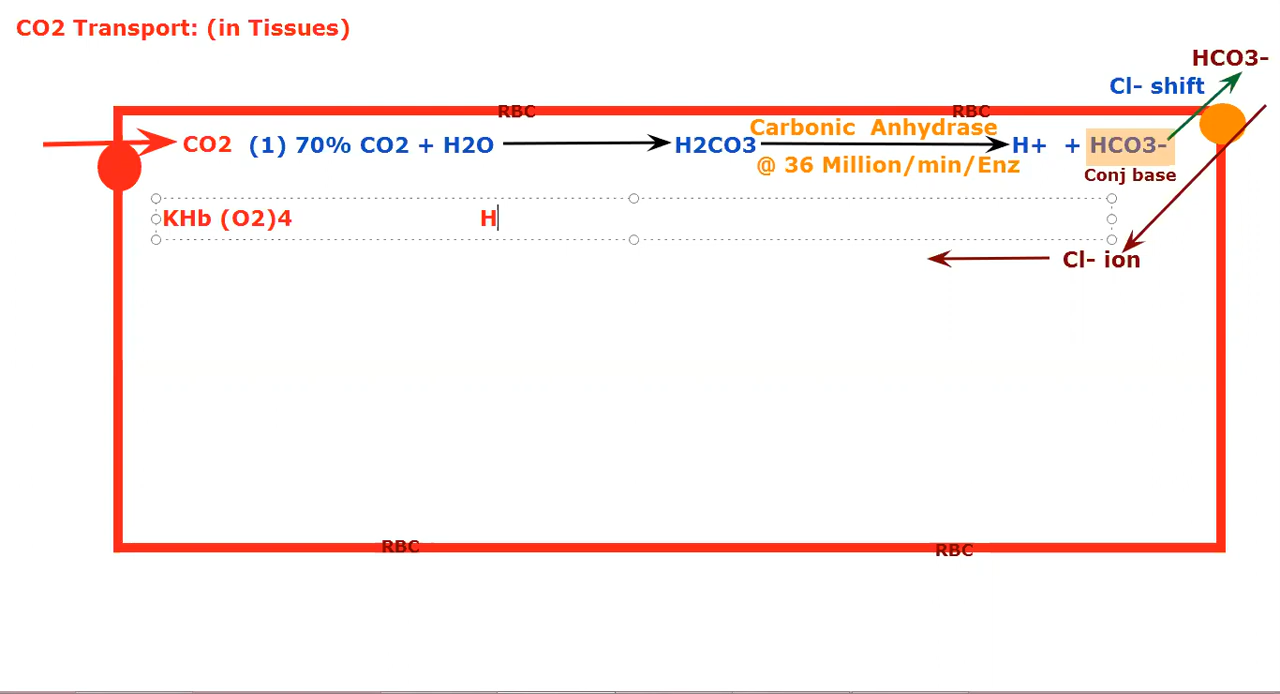 CO2 Transport: (in Tissues)
HCO3-
Cl- shift
RBC RBC
Carbonic Anhydrase
CO2 (1) 70% CO2 + H2O H2CO3 H+ + HCO3-
@ 36 Million/min/Enz
Conj base
KHb (O2)4 H
Cl- ion
RBC RBC